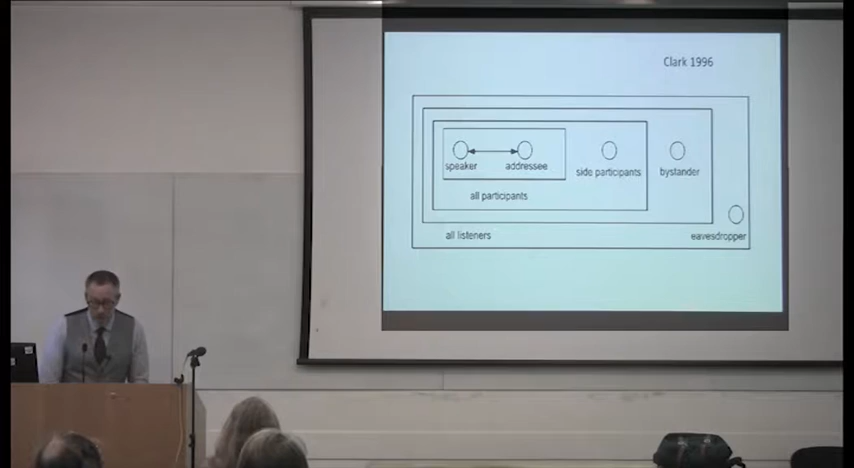 Clark 1996
speaker
addressee
side participants
bystander
all participants
all listeners
eavesdropper